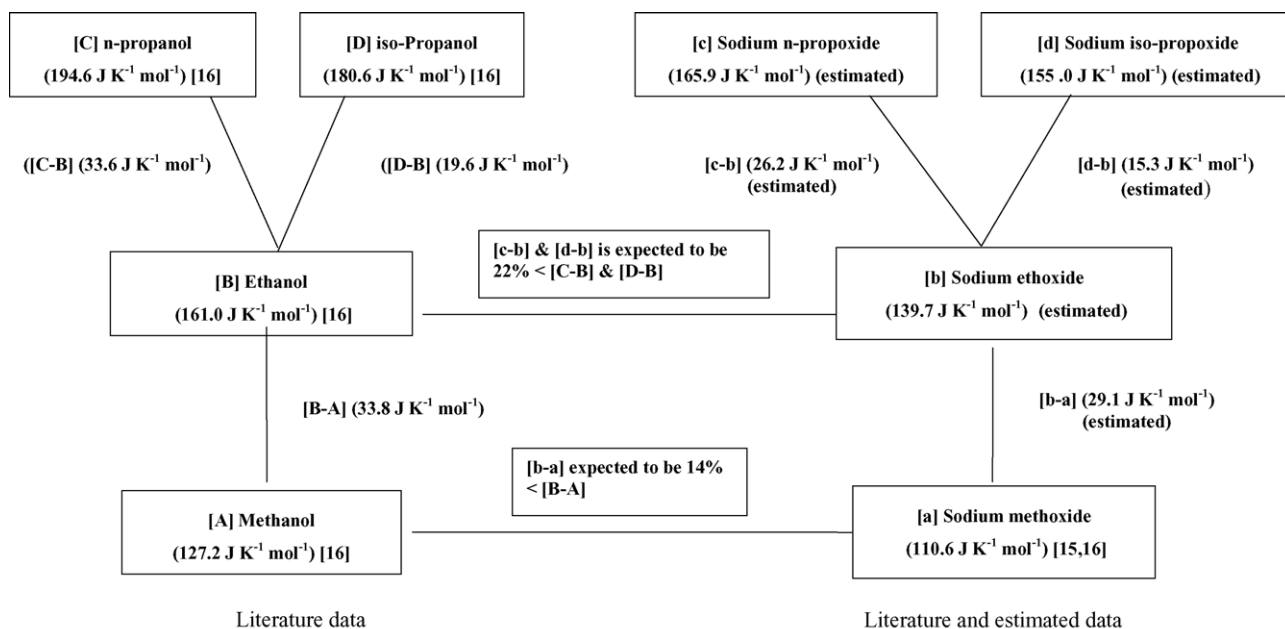 [C] n-propanol
(194.6 J K⁻¹ mol⁻¹) [16]
[D] iso-Propanol
(180.6 J K⁻¹ mol⁻¹) [16]
[c] Sodium n-propoxide
(165.9 J K⁻¹ mol⁻¹) (estimated)
[d] Sodium iso-propoxide
(155 .0 J K⁻¹ mol⁻¹) (estimated)
([C-B] (33.6 J K⁻¹ mol⁻¹)
([D-B] (19.6 J K⁻¹ mol⁻¹)
[c-b] (26.2 J K⁻¹ mol⁻¹)
(estimated)
[d-b] (15.3 J K⁻¹ mol⁻¹)
(estimated)
[c-b] & [d-b] is expected to be
22% < [C-B] & [D-B]
[B] Ethanol
(161.0 J K⁻¹ mol⁻¹) [16]
[b] Sodium ethoxide
(139.7 J K⁻¹ mol⁻¹) (estimated)
[B-A] (33.8 J K⁻¹ mol⁻¹)
[b-a] (29.1 J K⁻¹ mol⁻¹)
(estimated)
[b-a] expected to be 14%
< [B-A]
[A] Methanol
(127.2 J K⁻¹ mol⁻¹) [16]
[a] Sodium methoxide
(110.6 J K⁻¹ mol⁻¹) [15,16]
Literature data
Literature and estimated data